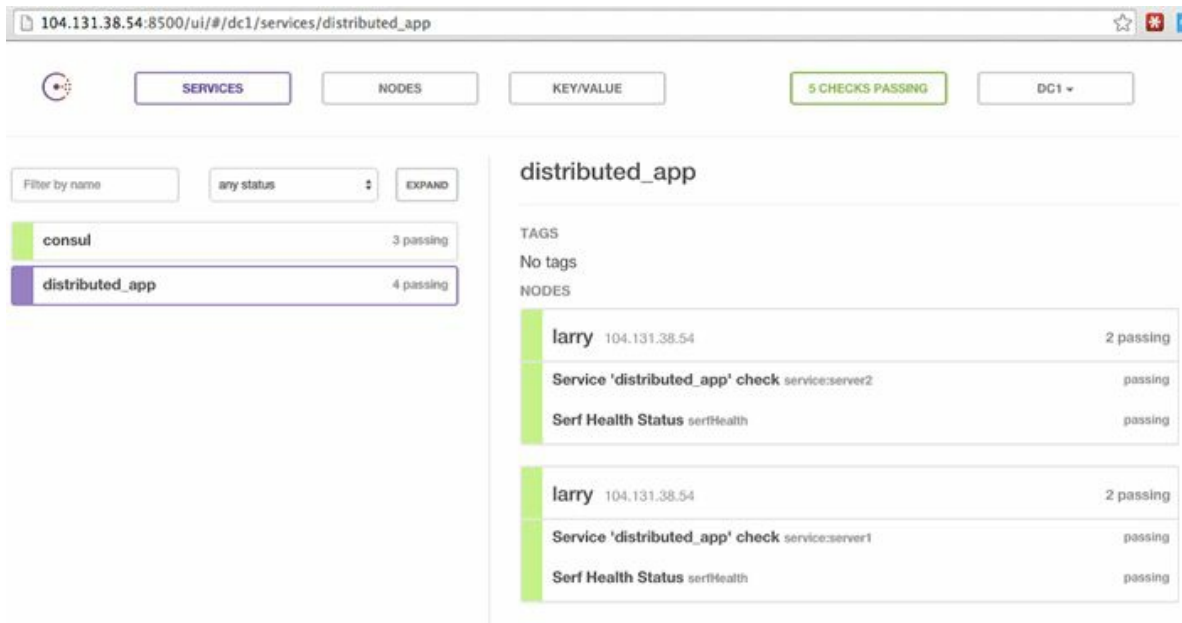 104.131.38.54:8500/ui/#/dc1/services/distributed_app
SERVICES NODES KEY/VALUE 5 CHECKS PASSING DC1
Filter by name any status EXPAND
consul 3 passing
distributed_app 4 passing
distributed_app
TAGS
No tags
NODES
larry 104.131.38.54 2 passing
Service 'distributed_app' check service:server2 passing
Serf Health Status serfHealth passing
larry 104.131.38.54 2 passing
Service 'distributed_app' check service:server1 passing
Serf Health Status serfHealth passing